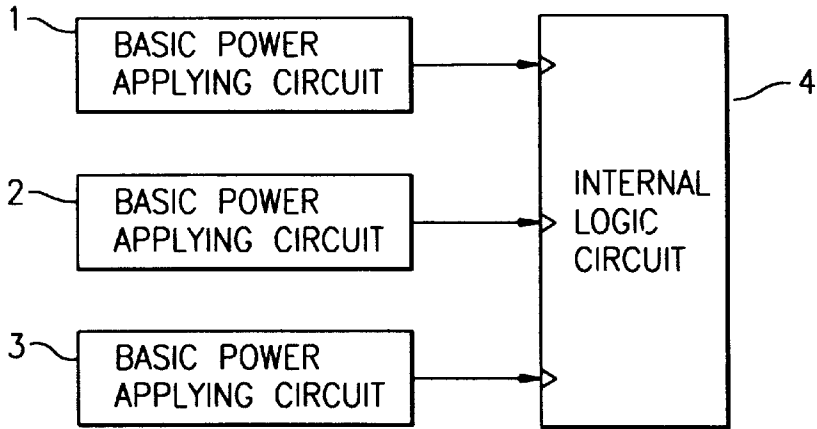 1
BASIC POWER
APPLYING CIRCUIT
2
BASIC POWER
APPLYING CIRCUIT
3
BASIC POWER
APPLYING CIRCUIT
4
INTERNAL
LOGIC
CIRCUIT